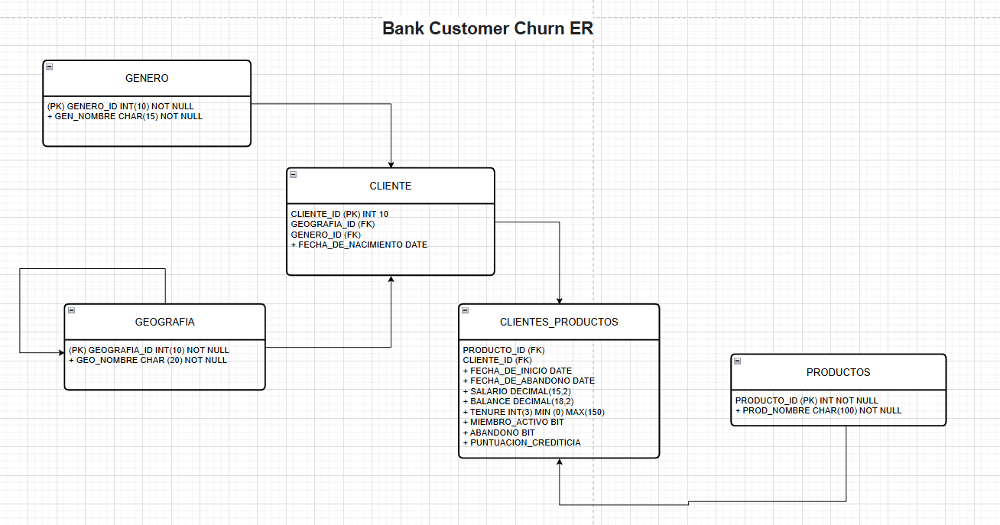 Bank Customer Churn ER
GENERO
(PK) GENERO_ID INT(10) NOT NULL
+ GEN_NOMBRE CHAR(15) NOT NULL
CLIENTE
CLIENTE_ID (PK) INT 10
GEOGRAFIA_ID (FK)
GENERO_ID (FK)
+ FECHA_DE_NACIMIENTO DATE
GEOGRAFIA
(PK) GEOGRAFIA_ID INT(10) NOT NULL
+ GEO_NOMBRE CHAR (20) NOT NULL
CLIENTES_PRODUCTOS
PRODUCTO_ID (FK)
CLIENTE_ID (FK)
+ FECHA_DE_INICIO DATE
+ FECHA_DE_ABANDONO DATE
+ SALARIO DECIMAL(15,2)
+ BALANCE DECIMAL(18,2)
+ TENURE INT(3) MIN (0) MAX(150)
+ MIEMBRO_ACTIVO BIT
+ ABANDONO BIT
+ PUNTUACION_CREDITICIA
PRODUCTOS
PRODUCTO_ID (PK) INT NOT NULL
+ PROD_NOMBRE CHAR(100) NOT NULL